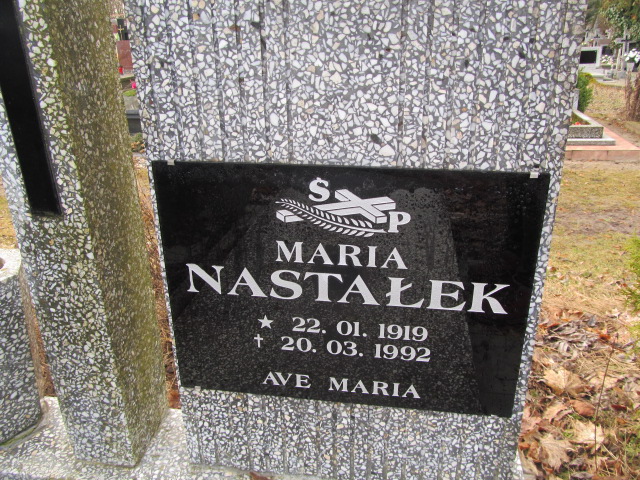 Ś P
MARIA
NASTAŁEK
★ 22. 01. 1919
✝ 20. 03. 1992
AVE MARIA